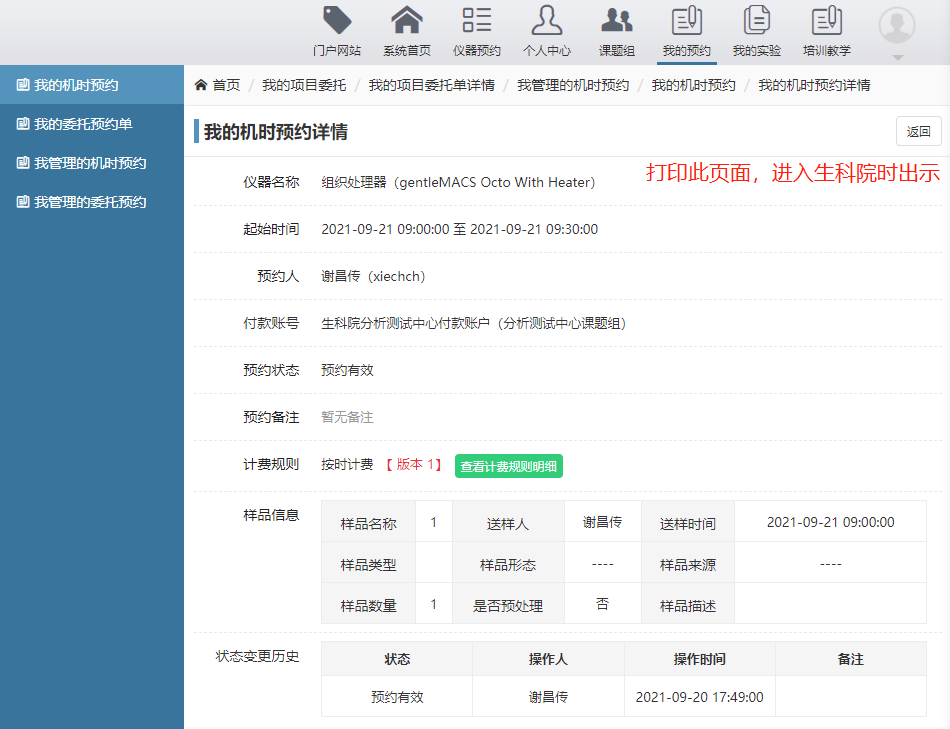 门户网站 系统首页 仪器预约 个人中心 课题组 我的预约 我的实验 培训教学
我的机时预约
我的委托预约单
我管理的机时预约
我管理的委托预约
首页 / 我的项目委托 / 我的项目委托单详情 / 我管理的机时预约 / 我的机时预约 / 我的机时预约详情
我的机时预约详情
返回
打印此页面，进入生科院时出示
仪器名称 组织处理器（gentleMACS Octo With Heater）
起始时间 2021-09-21 09:00:00 至 2021-09-21 09:30:00
预约人 谢昌传（xiechch）
付款账号 生科院分析测试中心付款账户（分析测试中心课题组）
预约状态 预约有效
预约备注 暂无备注
计费规则 按时计费 【 版本 1】 查看计费规则明细
样品信息
样品名称 1 送样人 谢昌传 送样时间 2021-09-21 09:00:00
样品类型 样品形态 ---- 样品来源 ----
样品数量 1 是否预处理 否 样品描述
状态变更历史
状态 操作人 操作时间 备注
预约有效 谢昌传 2021-09-20 17:49:00